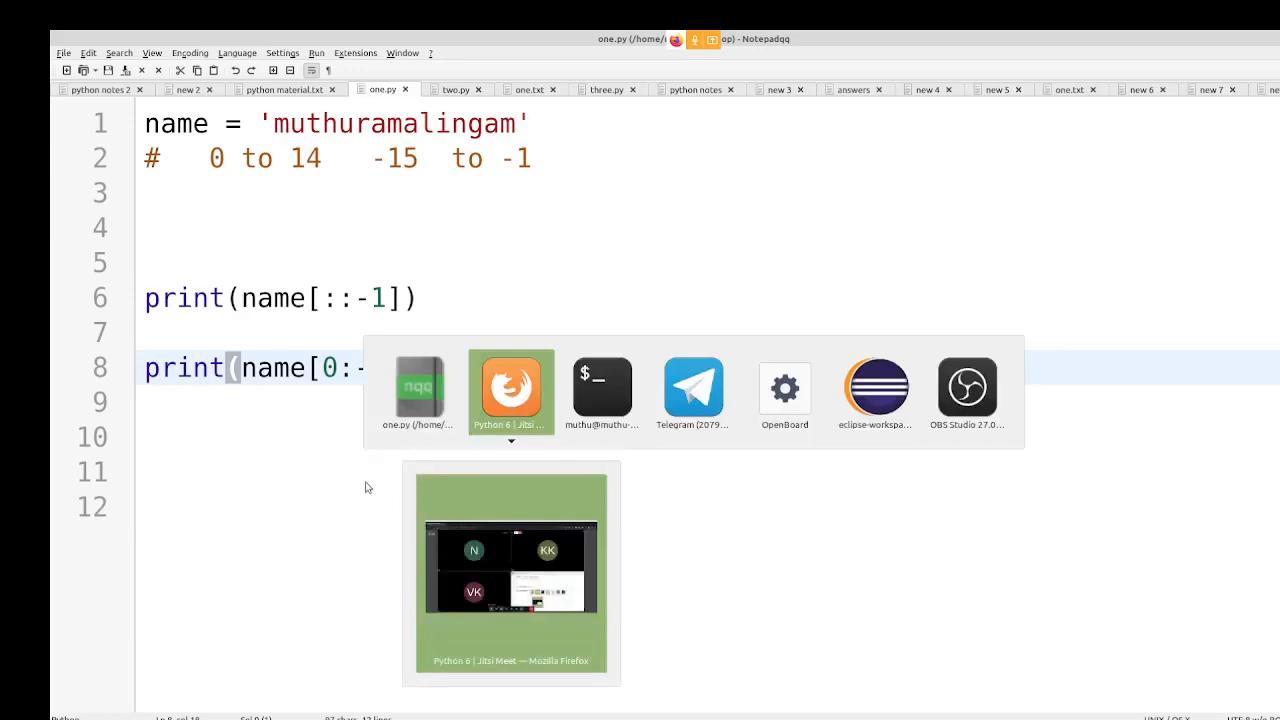 one.py (/home/
op) - Notepadqq
File Edit Search View Encoding Language Settings Run Extensions Window ?
python notes 2 new 2 python material.txt one.py two.py one.txt three.py python notes new 3 answers new 4 new 5 one.txt new 6 new 7
1 name = 'muthuramalingam'
2 # 0 to 14 -15 to -1
3
4
5
6 print(name[::-1])
7
8 print(name[0:-
9
10
11
12
nqq
$_
one.py (/home/... Python 6 | Jitsi ... muthu@muthu-... Telegram (2079... OpenBoard eclipse-workspa... OBS Studio 27.0...
N KK
VK
Python 6 | Jitsi Meet — Mozilla Firefox